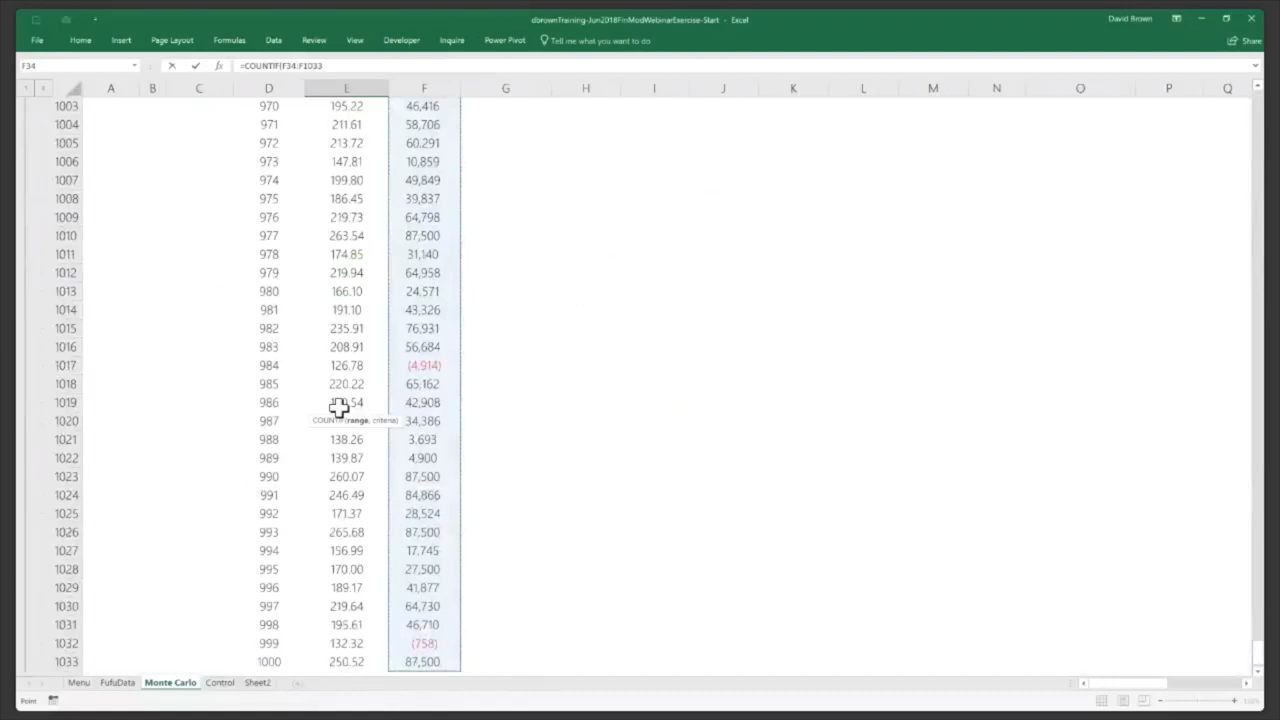 dbrownTraining-Jun2018FinModWebinarExercise-Start - Excel
David Brown
File Home Insert Page Layout Formulas Data Review View Developer Inquire Power Pivot Tell me what you want to do
Share
F34 =COUNTIF(F34:F1033
A B C D E F G H I J K L M N O P Q
1003 970 195.22 46,416
1004 971 211.61 58,706
1005 972 213.72 60,291
1006 973 147.81 10,859
1007 974 199.80 49,849
1008 975 186.45 39,837
1009 976 219.73 64,798
1010 977 263.54 87,500
1011 978 174.85 31,140
1012 979 219.94 64,958
1013 980 166.10 24,571
1014 981 191.10 43,326
1015 982 235.91 76,931
1016 983 208.91 56,684
1017 984 126.78 (4,914)
1018 985 220.22 65,162
1019 986 42,908
1020 987 COUNTIF(range, criteria) 34,386
1021 988 138.26 3,693
1022 989 139.87 4,900
1023 990 260.07 87,500
1024 991 246.49 84,866
1025 992 171.37 28,524
1026 993 265.68 87,500
1027 994 156.99 17,745
1028 995 170.00 27,500
1029 996 189.17 41,877
1030 997 219.64 64,730
1031 998 195.61 46,710
1032 999 132.32 (758)
1033 1000 250.52 87,500
Menu FufuData Monte Carlo Control Sheet2
Point